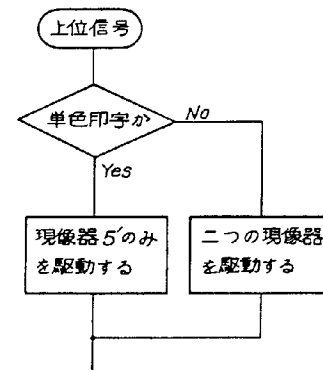 上位信号
単色印字か
No
Yes
現像器5'のみ
を駆動する
二つの現像器
を駆動する